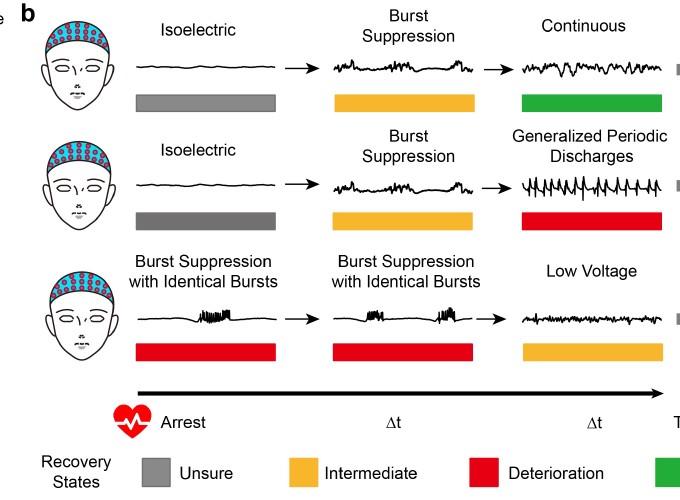 e
b
Isoelectric
Burst
Suppression
Continuous
Isoelectric
Burst
Suppression
Generalized Periodic
Discharges
Burst Suppression
with Identical Bursts
Burst Suppression
with Identical Bursts
Low Voltage
Arrest
Δt
Δt
T
Recovery
States
Unsure
Intermediate
Deterioration